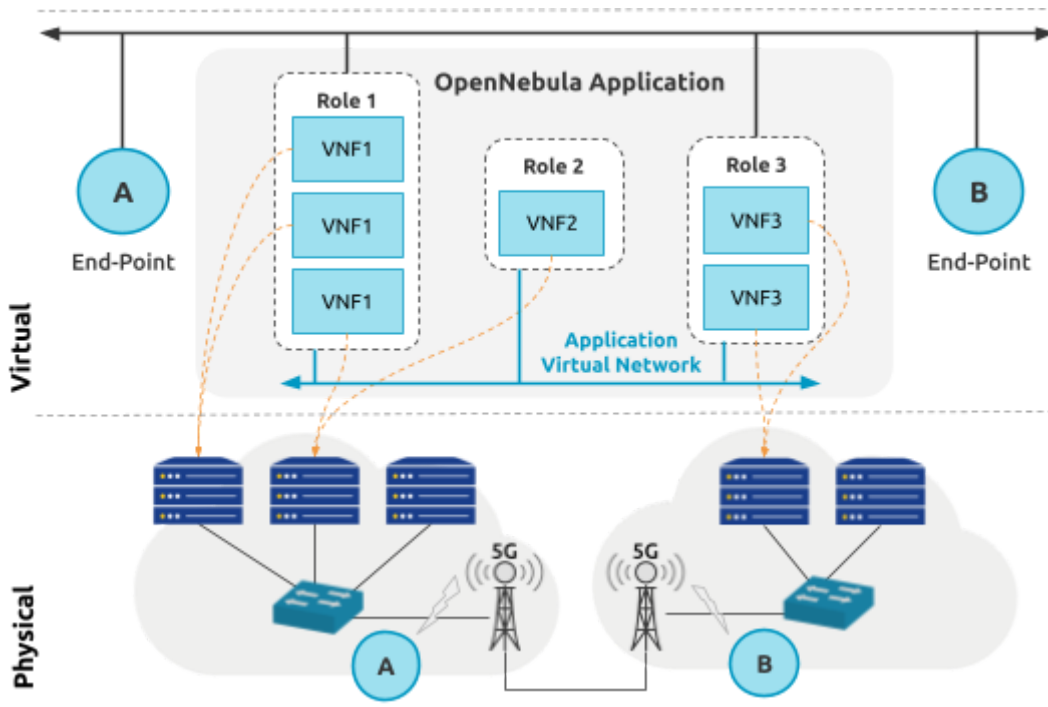 OpenNebula Application
Role 1
VNF1
VNF1
VNF1
Role 2
VNF2
Role 3
VNF3
VNF3
A
End-Point
B
End-Point
Application
Virtual Network
Virtual
5G
5G
A
B
Physical